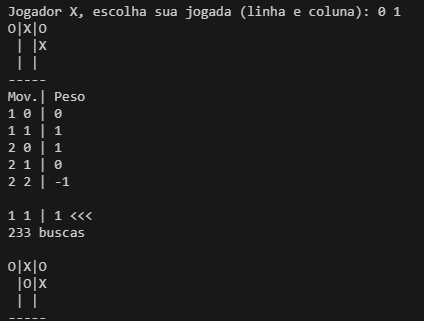 Jogador X, escolha sua jogada (linha e coluna): 0 1
O|X|O
 | |X
 | |
-----
Mov.| Peso
1 0 | 0
1 1 | 1
2 0 | 1
2 1 | 0
2 2 | -1
1 1 | 1 <<<
233 buscas
O|X|O
 |O|X
 | |
-----